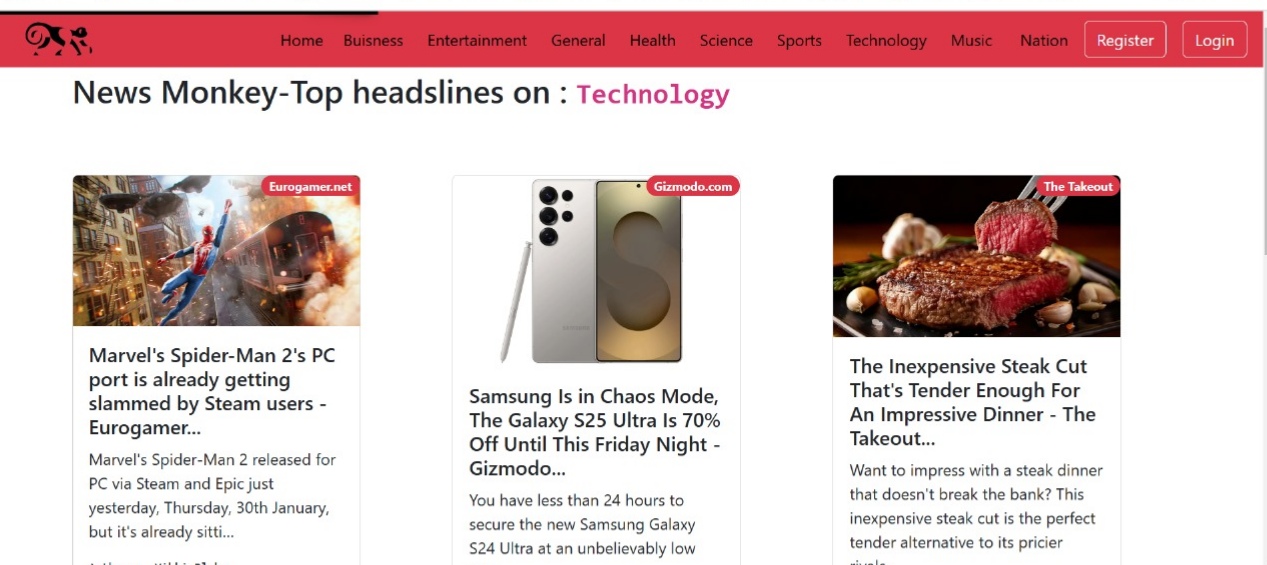 Home Buisness Entertainment General Health Science Sports Technology Music Nation Register Login
News Monkey-Top headslines on : Technology
Eurogamer.net
Marvel's Spider-Man 2's PC
port is already getting
slammed by Steam users -
Eurogamer...
Marvel's Spider-Man 2 released for
PC via Steam and Epic just
yesterday, Thursday, 30th January,
but it's already sitti...
Gizmodo.com
SAMSUNG
Samsung Is in Chaos Mode,
The Galaxy S25 Ultra Is 70%
Off Until This Friday Night -
Gizmodo...
You have less than 24 hours to
secure the new Samsung Galaxy
S24 Ultra at an unbelievably low
The Takeout
The Inexpensive Steak Cut
That's Tender Enough For
An Impressive Dinner - The
Takeout...
Want to impress with a steak dinner
that doesn't break the bank? This
inexpensive steak cut is the perfect
tender alternative to its pricier